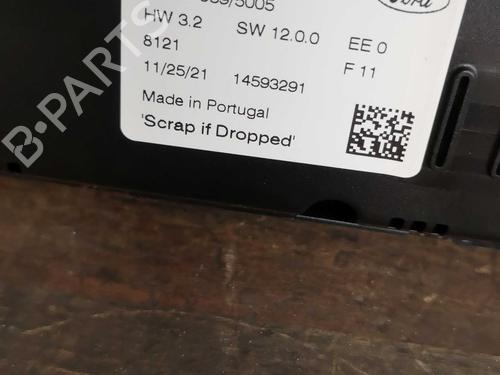 Ford
HW 3.2 SW 12.0.0 EE 0
8121 F 11
11/25/21 14593291
Made in Portugal
'Scrap if Dropped'
B-PARTS